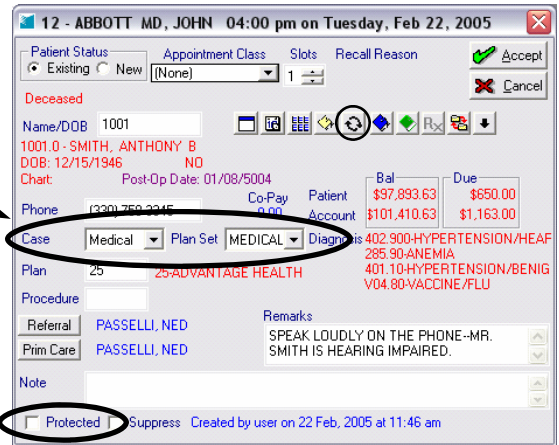 12 - ABBOTT MD, JOHN 04:00 pm on Tuesday, Feb 22, 2005
Patient Status Appointment Class Slots Recall Reason
Existing New (None) 1 Accept
Cancel
Deceased
Name/DOB 1001
1001.0 - SMITH, ANTHONY B
DOB: 12/15/1946 NO
Chart: Post-Op Date: 01/08/5004
Bal Due
Co-Pay Patient $97,893.63 $650.00
Phone (330) 758-3345 0.00 Account $101,410.63 $1,163.00
Case Medical Plan Set MEDICAL Diagnosis 402.900-HYPERTENSION/HEAF
285.90-ANEMIA
Plan 25 25-ADVANTAGE HEALTH 401.10-HYPERTENSION/BENIG
V04.80-VACCINE/FLU
Procedure
Remarks
Referral PASSELLI, NED SPEAK LOUDLY ON THE PHONE--MR.
Prim Care PASSELLI, NED SMITH IS HEARING IMPAIRED.
Note
Protected Suppress Created by user on 22 Feb, 2005 at 11:46 am